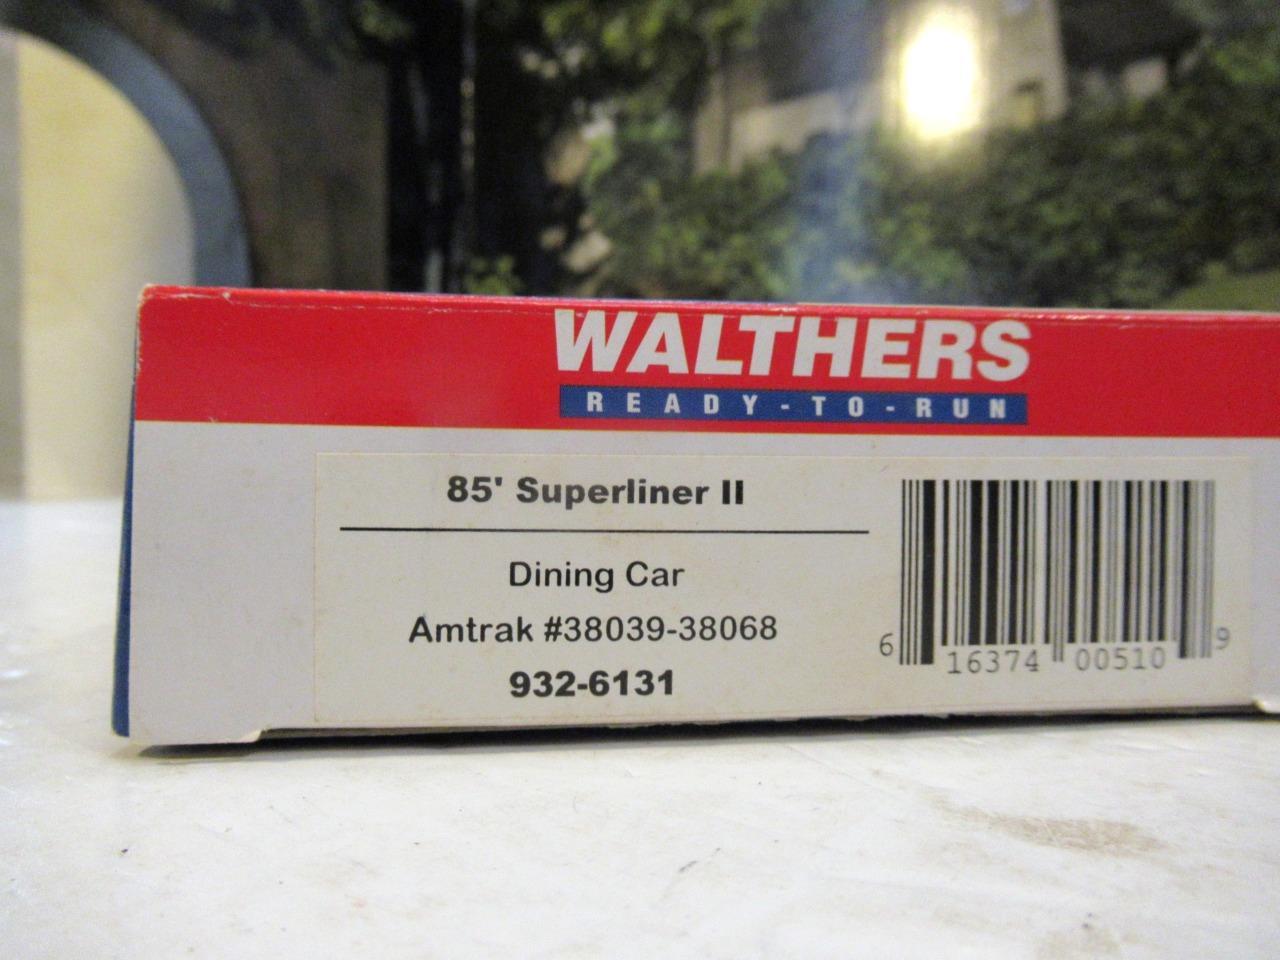 WALTHERS
READY-TO-RUN
85' Superliner II
Dining Car
Amtrak #38039-38068
932-6131
6 16374 00510 9